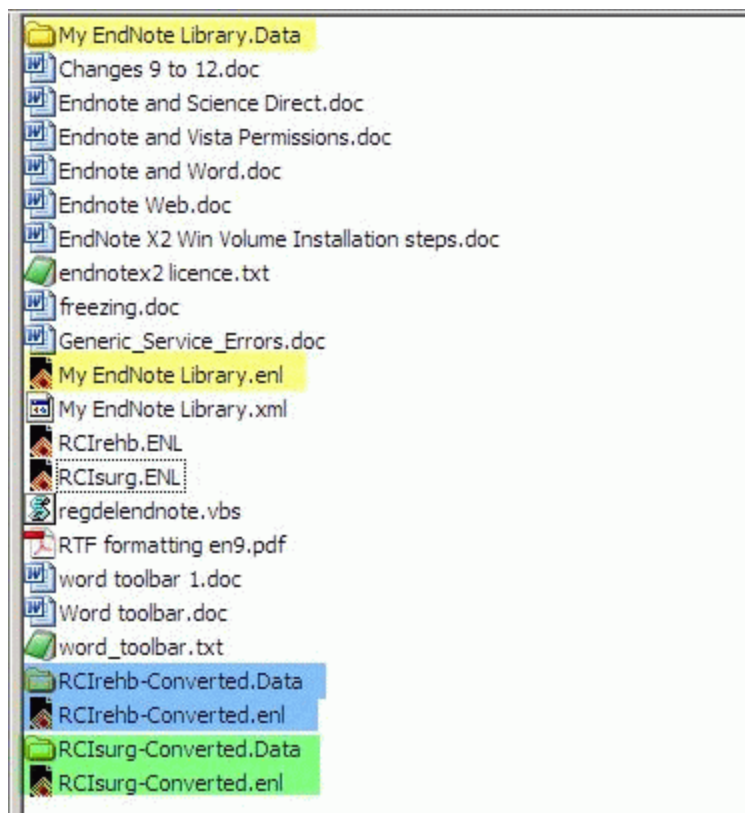 My EndNote Library.Data
Changes 9 to 12.doc
Endnote and Science Direct.doc
Endnote and Vista Permissions.doc
Endnote and Word.doc
Endnote Web.doc
EndNote X2 Win Volume Installation steps.doc
endnotex2 licence.txt
freezing.doc
Generic_Service_Errors.doc
My EndNote Library.enl
My EndNote Library.xml
RCIrehb.ENL
RCIsurg.ENL
regdelendnote.vbs
RTF formatting en9.pdf
word toolbar 1.doc
Word toolbar.doc
word_toolbar.txt
RCIrehb-Converted.Data
RCIrehb-Converted.enl
RCIsurg-Converted.Data
RCIsurg-Converted.enl